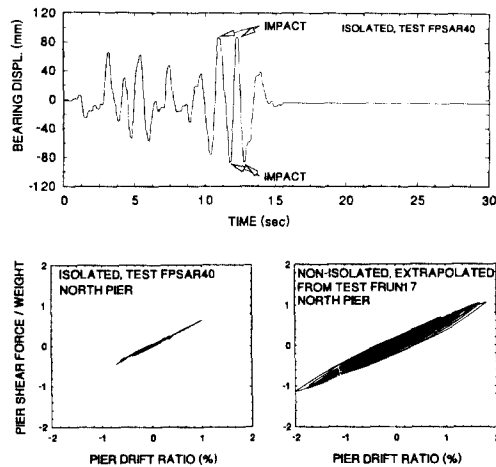 ISOLATED, TEST FPSAR40
IMPACT
BEARING DISPL. (mm)
120
80
40
0
-40
-80
-120
IMPACT
0 5 10 15 20 25 30
TIME (sec)
PIER SHEAR FORCE / WEIGHT
2
1
0
-1
-2
ISOLATED, TEST FPSAR40
NORTH PIER
-2 -1 0 1 2
PIER DRIFT RATIO (%)
2
1
0
-1
-2
NON-ISOLATED, EXTRAPOLATED
FROM TEST FRUN17
NORTH PIER
-2 -1 0 1 2
PIER DRIFT RATIO (%)